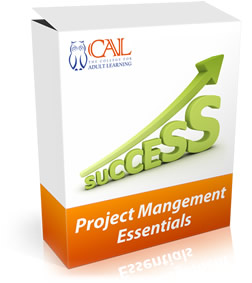 CAL
THE COLLEGE FOR
ADULT LEARNING
SUCCESS
Project Mangement
Essentials